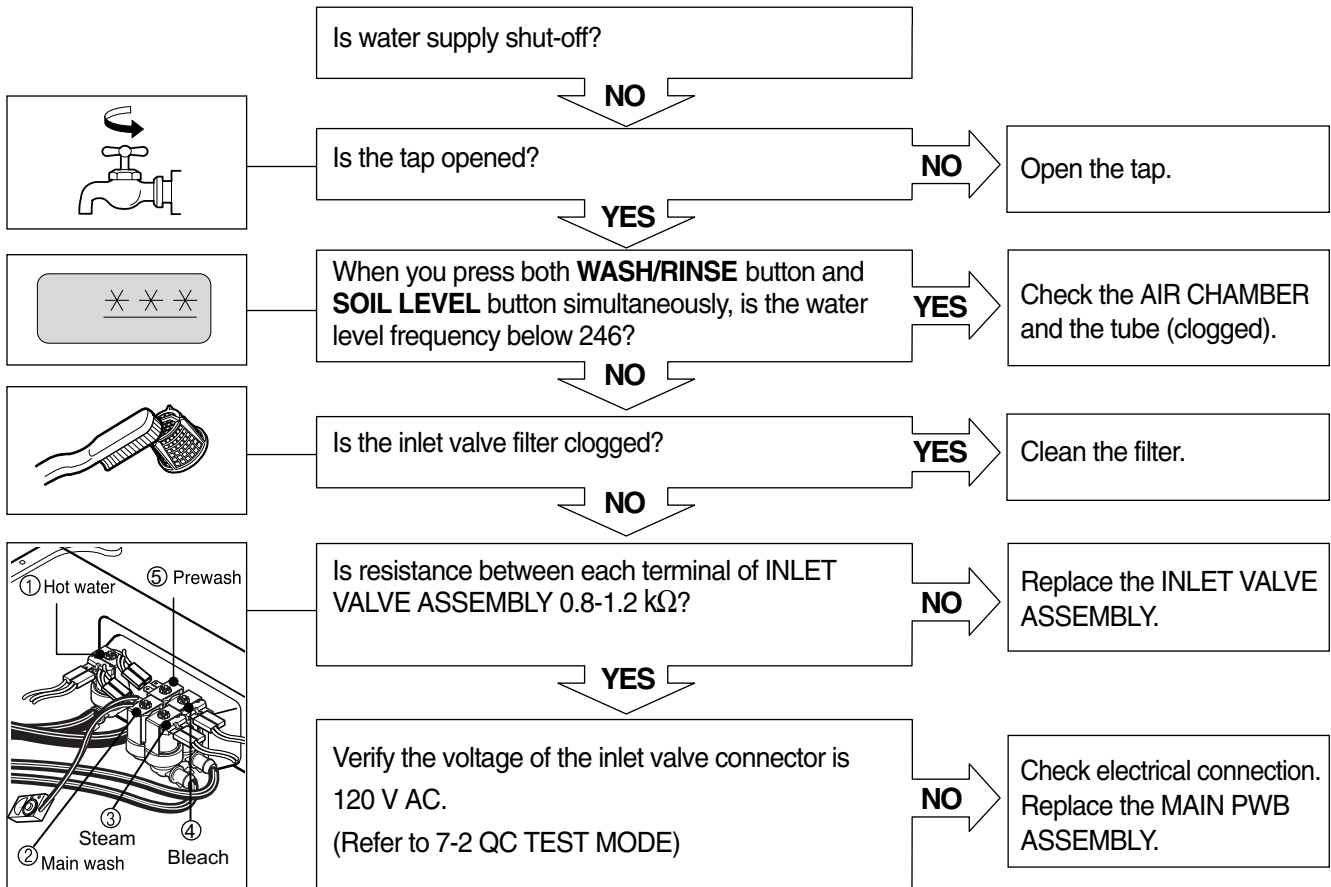 Is water supply shut-off?
NO
Is the tap opened?
NO
Open the tap.
YES
When you press both WASH/RINSE button and
SOIL LEVEL button simultaneously, is the water
level frequency below 246?
YES
Check the AIR CHAMBER
and the tube (clogged).
NO
Is the inlet valve filter clogged?
YES
Clean the filter.
NO
① Hot water
⑤ Prewash
③
Steam
④
Bleach
② Main wash
Is resistance between each terminal of INLET
VALVE ASSEMBLY 0.8-1.2 kΩ?
NO
Replace the INLET VALVE
ASSEMBLY.
YES
Verify the voltage of the inlet valve connector is
120 V AC.
(Refer to 7-2 QC TEST MODE)
NO
Check electrical connection.
Replace the MAIN PWB
ASSEMBLY.